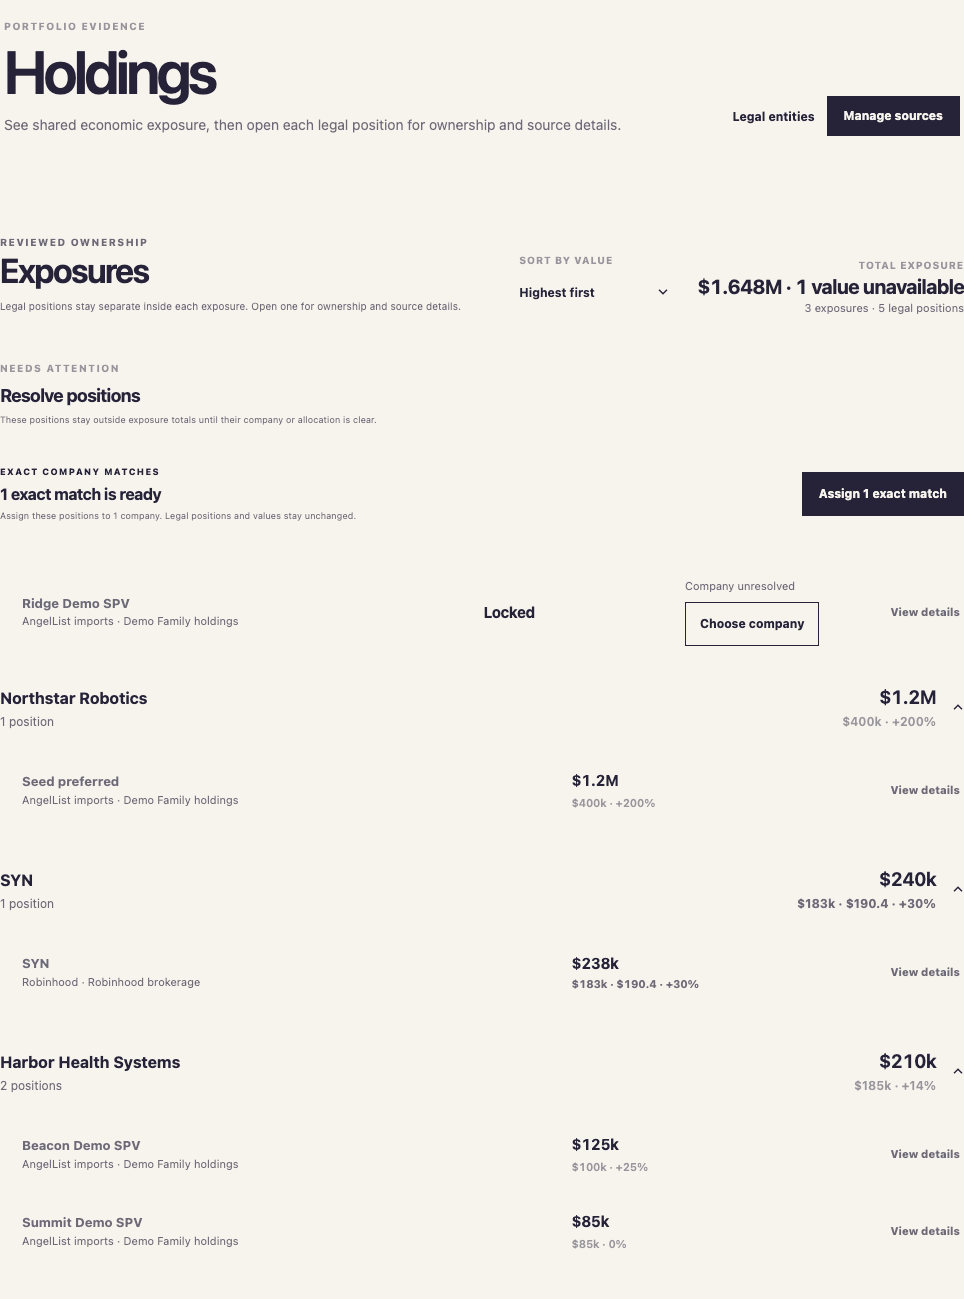 PORTFOLIO EVIDENCE
Holdings
See shared economic exposure, then open each legal position for ownership and source details.
Legal entities
Manage sources
REVIEWED OWNERSHIP
Exposures
Legal positions stay separate inside each exposure. Open one for ownership and source details.
SORT BY VALUE
Highest first
TOTAL EXPOSURE
$1.648M · 1 value unavailable
3 exposures · 5 legal positions
NEEDS ATTENTION
Resolve positions
These positions stay outside exposure totals until their company or allocation is clear.
EXACT COMPANY MATCHES
1 exact match is ready
Assign these positions to 1 company. Legal positions and values stay unchanged.
Assign 1 exact match
Ridge Demo SPV
AngelList imports · Demo Family holdings
Locked
Company unresolved
Choose company
View details
Northstar Robotics
1 position
$1.2M
$400k · +200%
Seed preferred
AngelList imports · Demo Family holdings
$1.2M
$400k · +200%
View details
SYN
1 position
$240k
$183k · $190.4 · +30%
SYN
Robinhood · Robinhood brokerage
$238k
$183k · $190.4 · +30%
View details
Harbor Health Systems
2 positions
$210k
$185k · +14%
Beacon Demo SPV
AngelList imports · Demo Family holdings
$125k
$100k · +25%
View details
Summit Demo SPV
AngelList imports · Demo Family holdings
$85k
$85k · 0%
View details